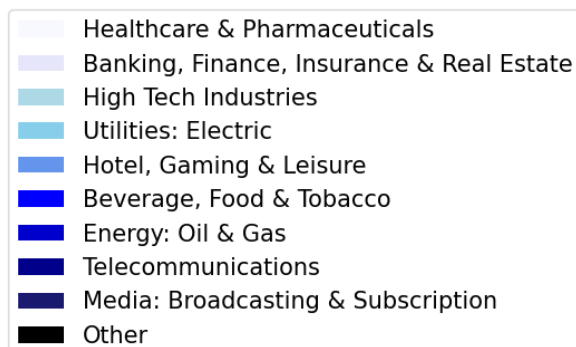 Healthcare & Pharmaceuticals
Banking, Finance, Insurance & Real Estate
High Tech Industries
Utilities: Electric
Hotel, Gaming & Leisure
Beverage, Food & Tobacco
Energy: Oil & Gas
Telecommunications
Media: Broadcasting & Subscription
Other